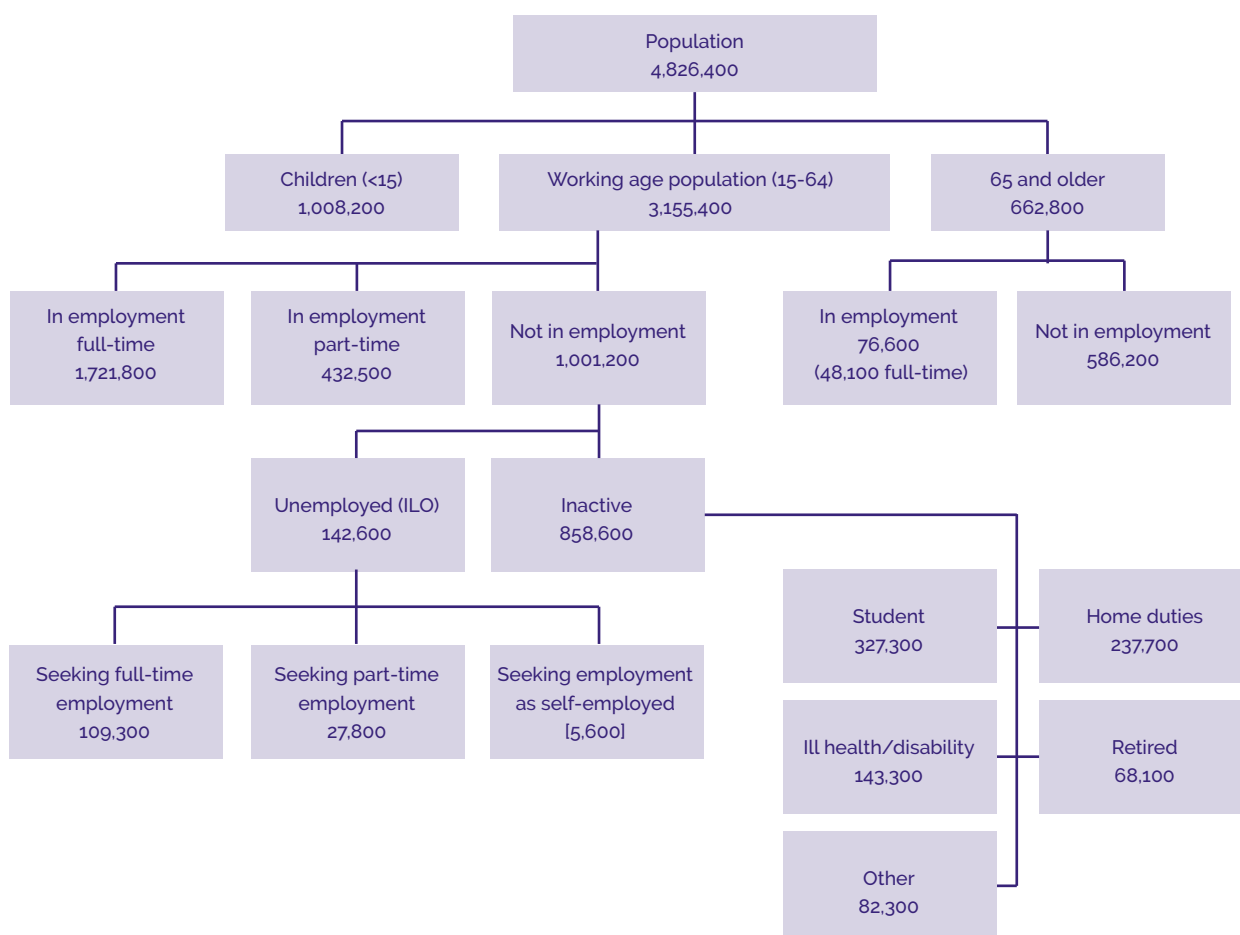 Population
4,826,400
Children (<15)
1,008,200
Working age population (15-64)
3,155,400
65 and older
662,800
In employment
full-time
1,721,800
In employment
part-time
432,500
Not in employment
1,001,200
In employment
76,600
(48,100 full-time)
Not in employment
586,200
Unemployed (ILO)
142,600
Inactive
858,600
Seeking full-time
employment
109,300
Seeking part-time
employment
27,800
Seeking employment
as self-employed
[5,600]
Student
327,300
Home duties
237,700
Ill health/disability
143,300
Retired
68,100
Other
82,300